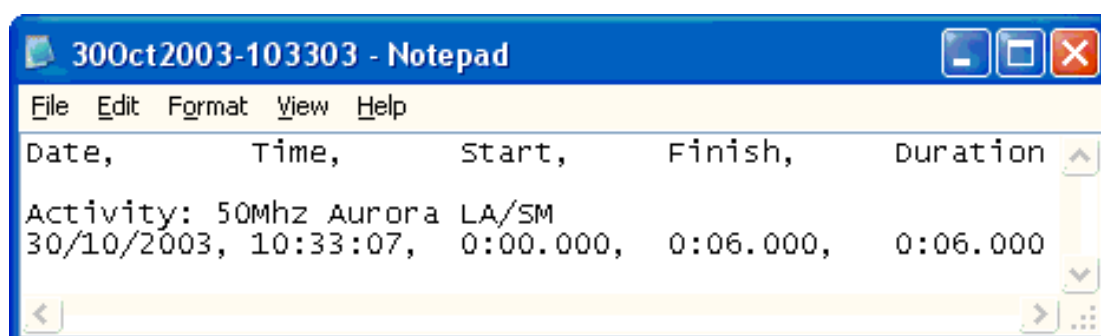 30Oct2003-103303 - Notepad
File Edit Format View Help
Date, Time, Start, Finish, Duration
Activity: 50Mhz Aurora LA/SM
30/10/2003, 10:33:07, 0:00.000, 0:06.000, 0:06.000